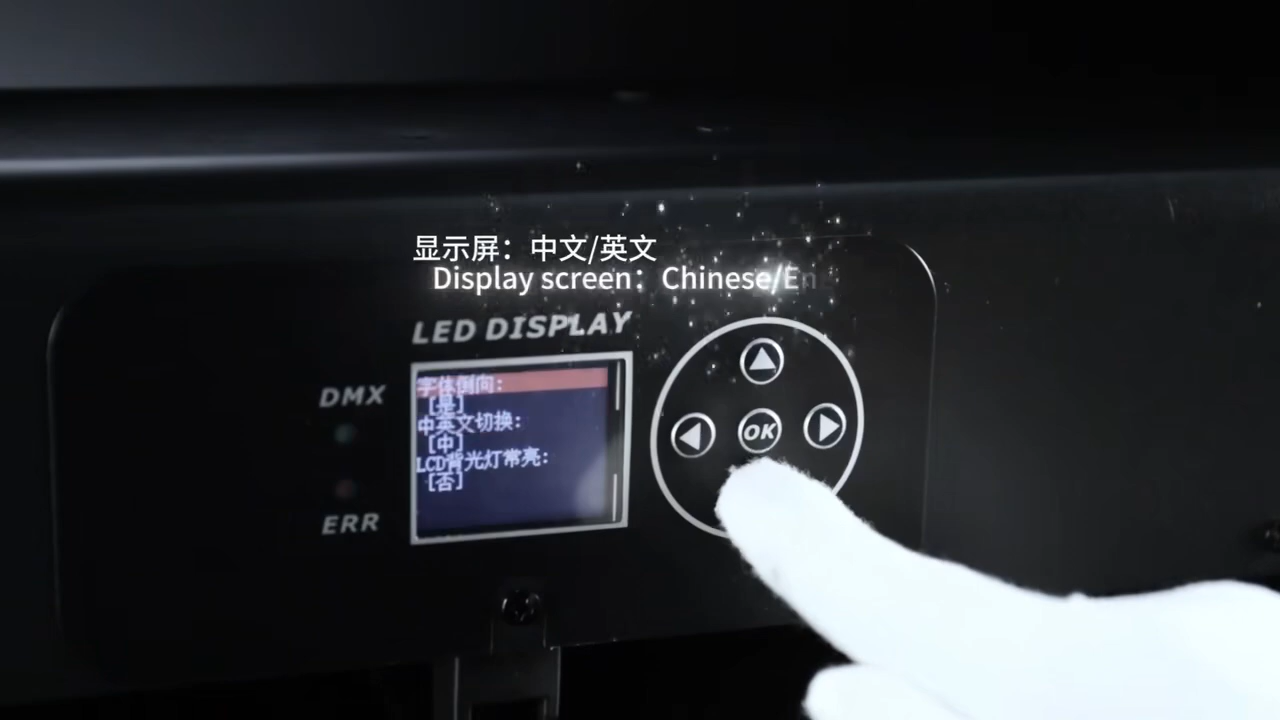 显示屏：中文/英文
Display screen：Chinese/En
LED DISPLAY
DMX
ERR
字体倒向:
[是]
中英文切换:
[中]
LCD背光灯常亮:
[否]
OK